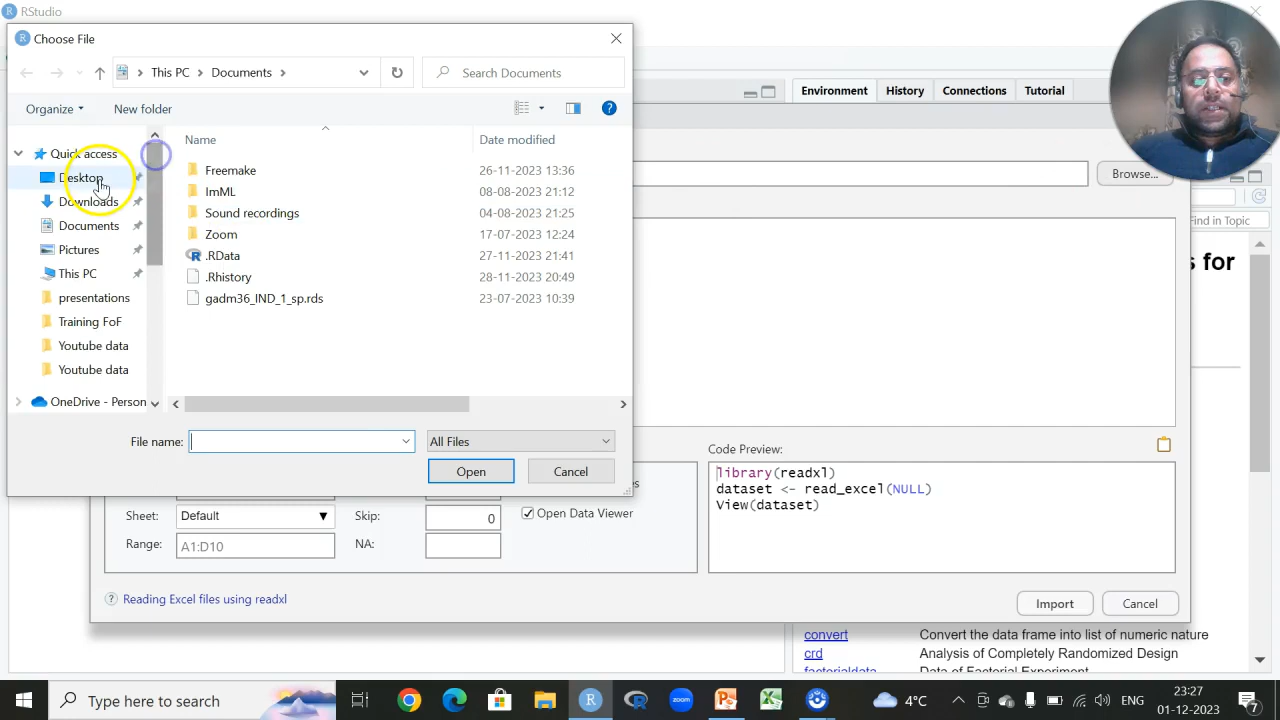 RStudio
Choose File
This PC > Documents >
Search Documents
Organize
New folder
Environment
History
Connections
Tutorial
Quick access
Desktop
Downloads
Documents
Pictures
This PC
presentations
Training FoF
Youtube data
Youtube data
OneDrive - Person
Name
Date modified
Freemake 26-11-2023 13:36
ImML 08-08-2023 21:12
Sound recordings 04-08-2023 21:25
Zoom 17-07-2023 12:24
.RData 27-11-2023 21:41
.Rhistory 28-11-2023 20:49
gadm36_IND_1_sp.rds 23-07-2023 10:39
Browse...
Find in Topic
s for
File name:
All Files
Open
Cancel
Code Preview:
library(readxl)
dataset <- read_excel(NULL)
View(dataset)
Sheet: Default
Skip: 0
Open Data Viewer
Range: A1:D10
NA:
Reading Excel files using readxl
Import
Cancel
convert Convert the data frame into list of numeric nature
crd Analysis of Completely Randomized Design
factorialdata Data of Factorial Experiment
Type here to search
zoom
4°C
ENG
23:27
01-12-2023
7